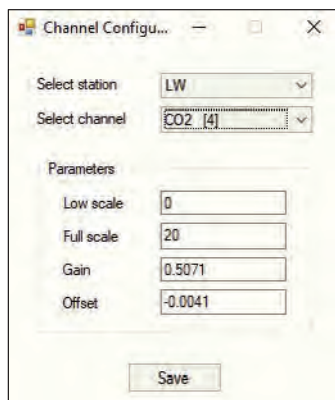 Channel Configu...
Select station LW
Select channel CO2 [4]
Parameters
Low scale 0
Full scale 20
Gain 0.5071
Offset -0.0041
Save